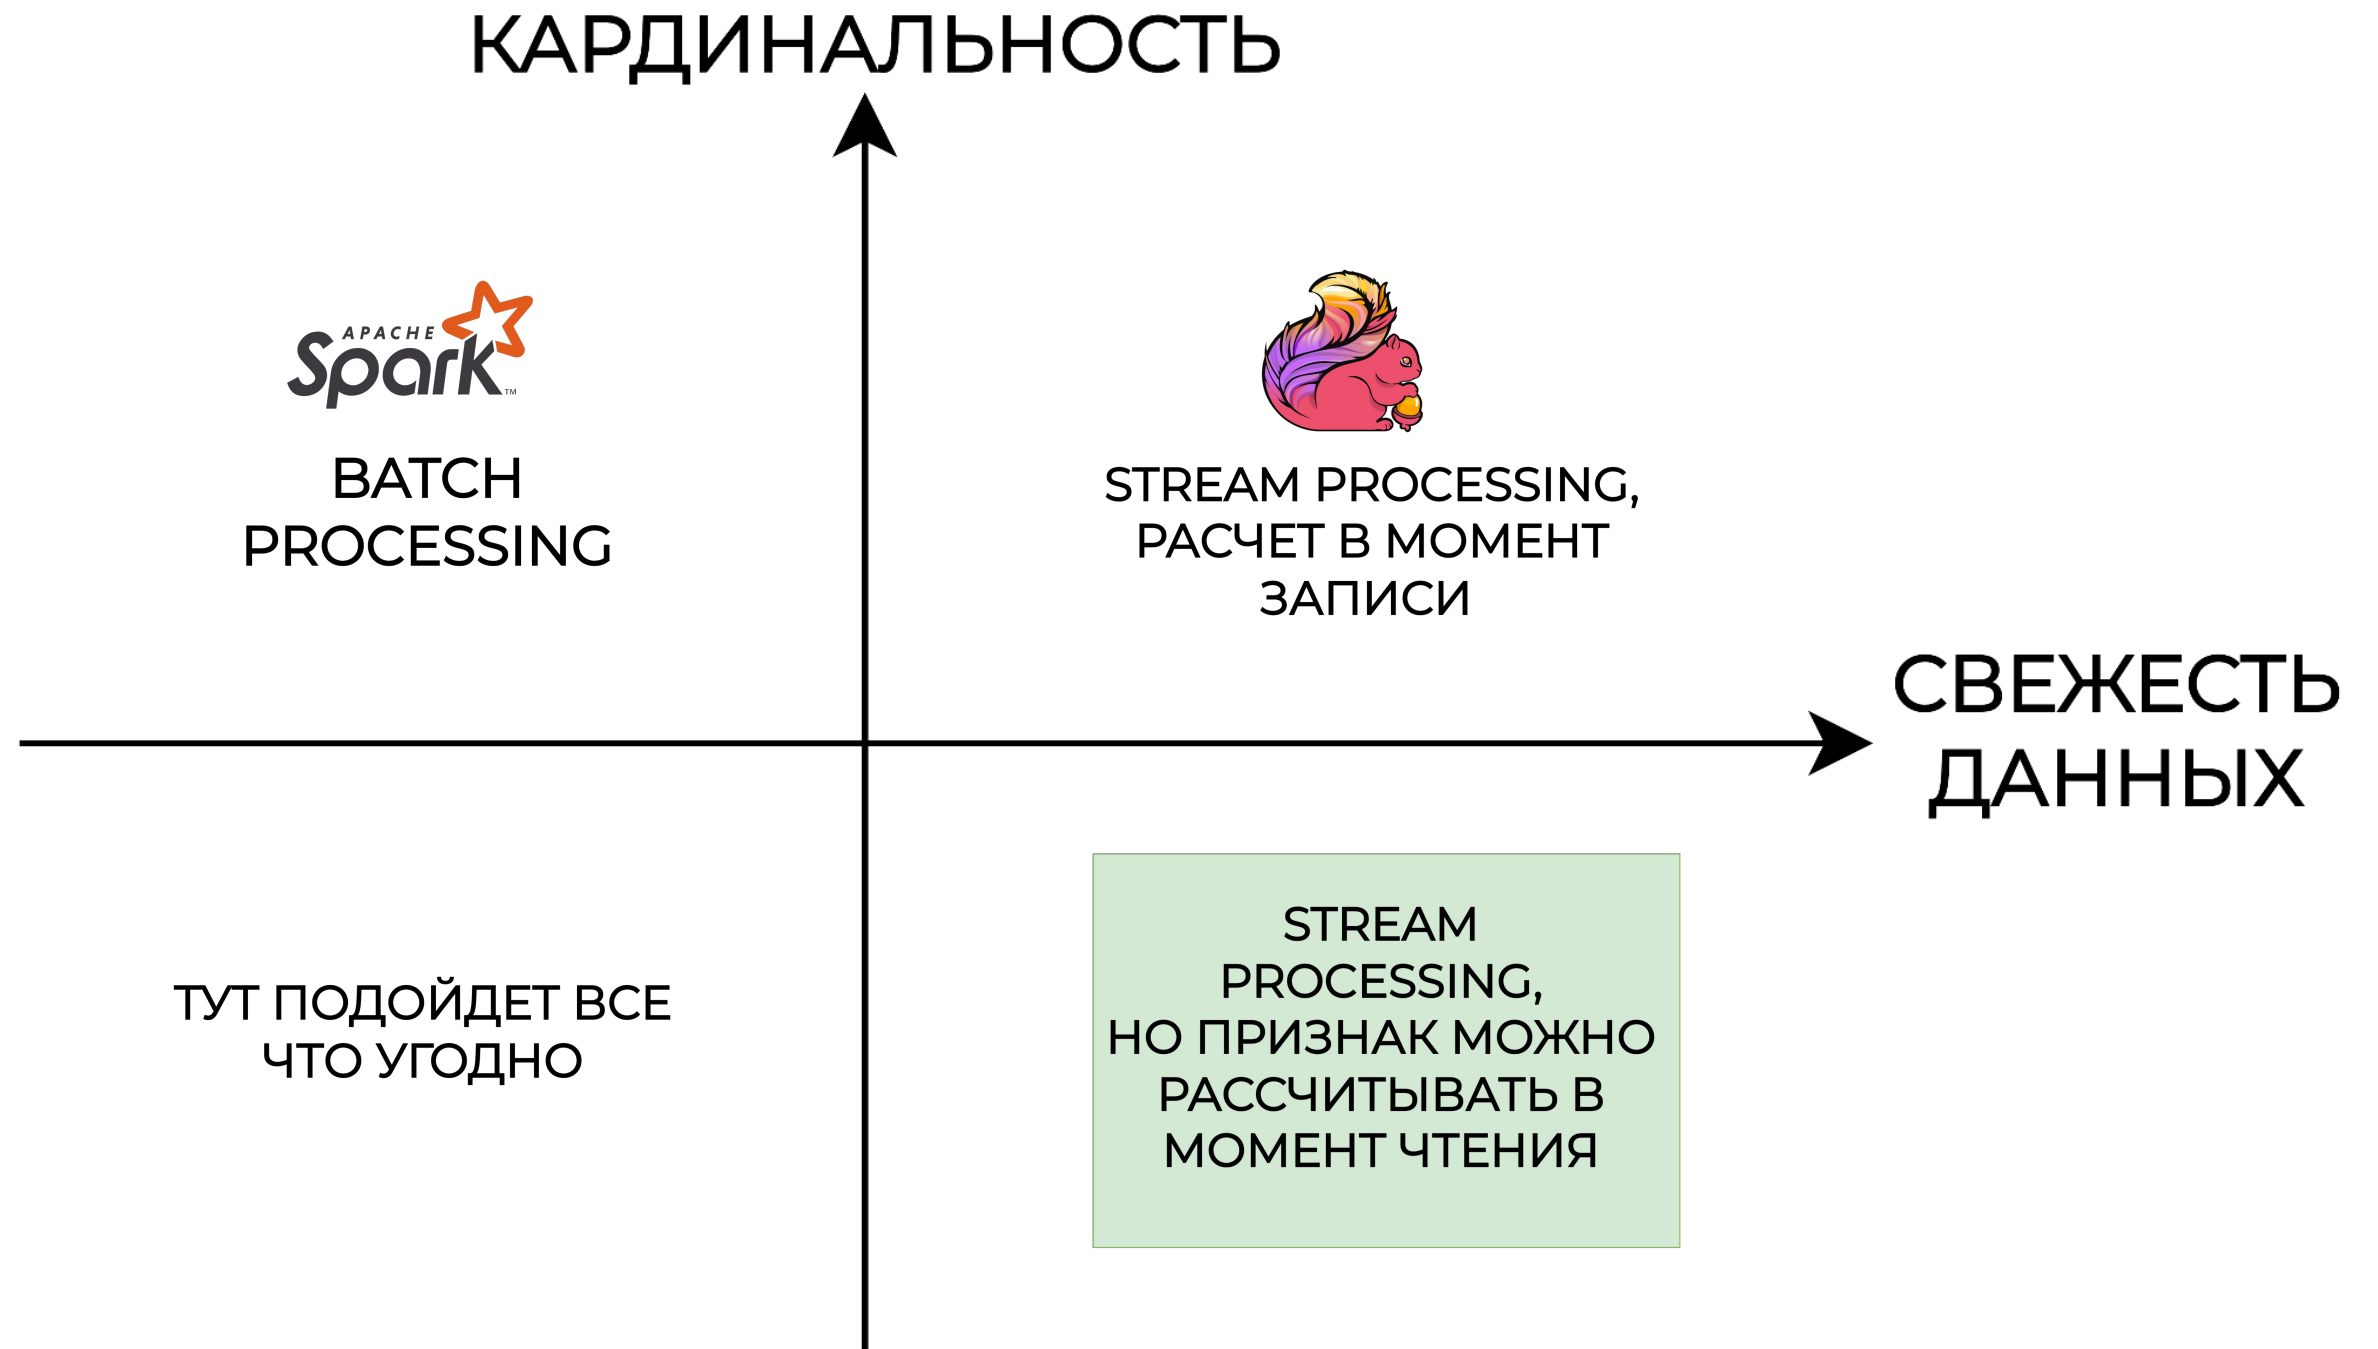 КАРДИНАЛЬНОСТЬ
APACHE
Spark™
BATCH
PROCESSING
STREAM PROCESSING,
РАСЧЕТ В МОМЕНТ
ЗАПИСИ
СВЕЖЕСТЬ
ДАННЫХ
ТУТ ПОДОЙДЕТ ВСЕ
ЧТО УГОДНО
STREAM
PROCESSING,
НО ПРИЗНАК МОЖНО
РАССЧИТЫВАТЬ В
МОМЕНТ ЧТЕНИЯ